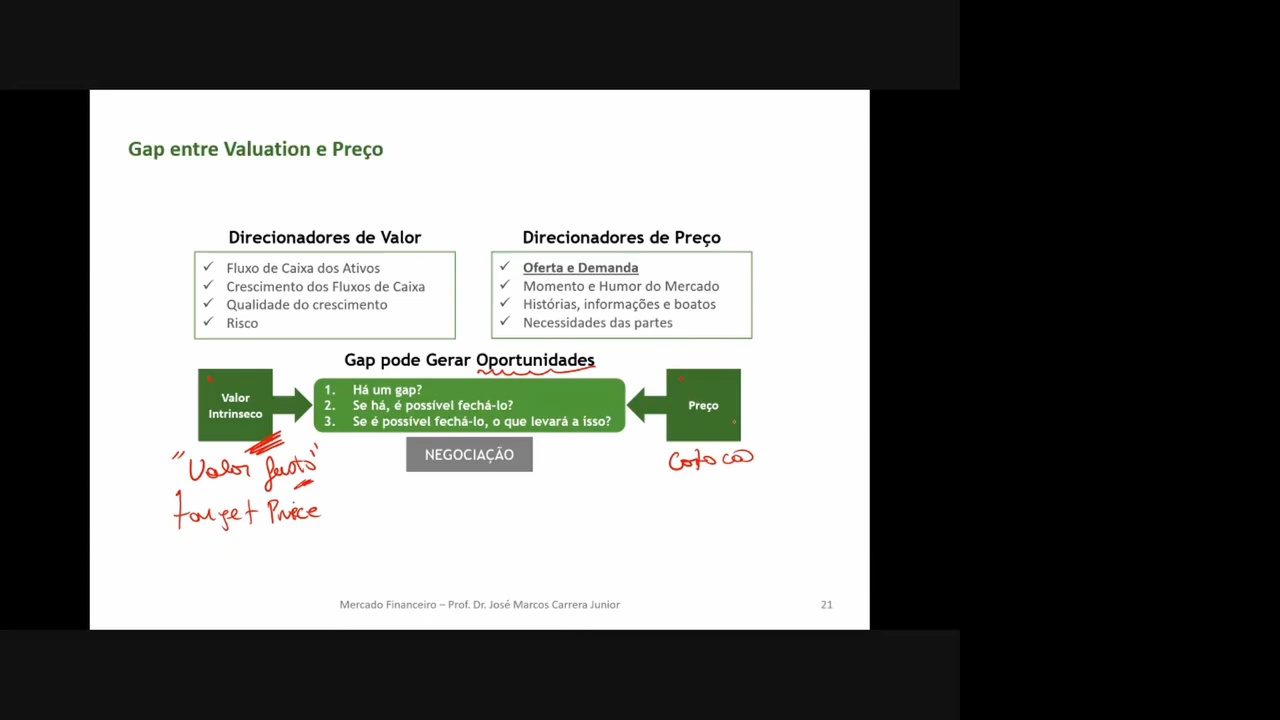 Gap entre Valuation e Preço
Direcionadores de Valor
✓ Fluxo de Caixa dos Ativos
✓ Crescimento dos Fluxos de Caixa
✓ Qualidade do crescimento
✓ Risco
Direcionadores de Preço
✓ Oferta e Demanda
✓ Momento e Humor do Mercado
✓ Histórias, informações e boatos
✓ Necessidades das partes
Gap pode Gerar Oportunidades
Valor
Intrinseco
1. Há um gap?
2. Se há, é possível fechá-lo?
3. Se é possível fechá-lo, o que levará a isso?
Preço
NEGOCIAÇÃO
"Valor justo"
target Price
Cotação
Mercado Financeiro – Prof. Dr. José Marcos Carrera Junior
21